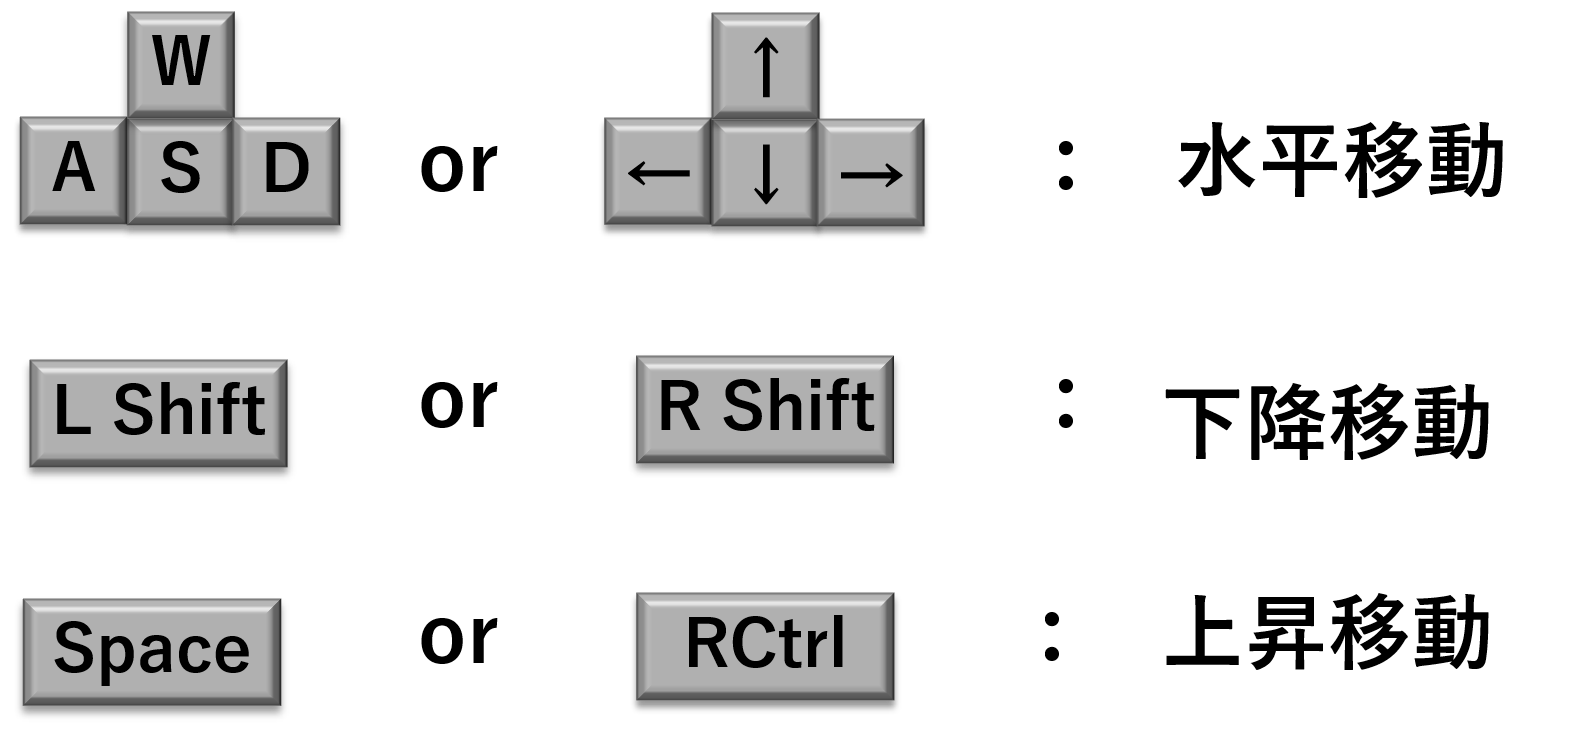 W ↑
A S D or ← ↓ → : 水平移動
L Shift or R Shift : 下降移動
Space or RCtrl : 上昇移動